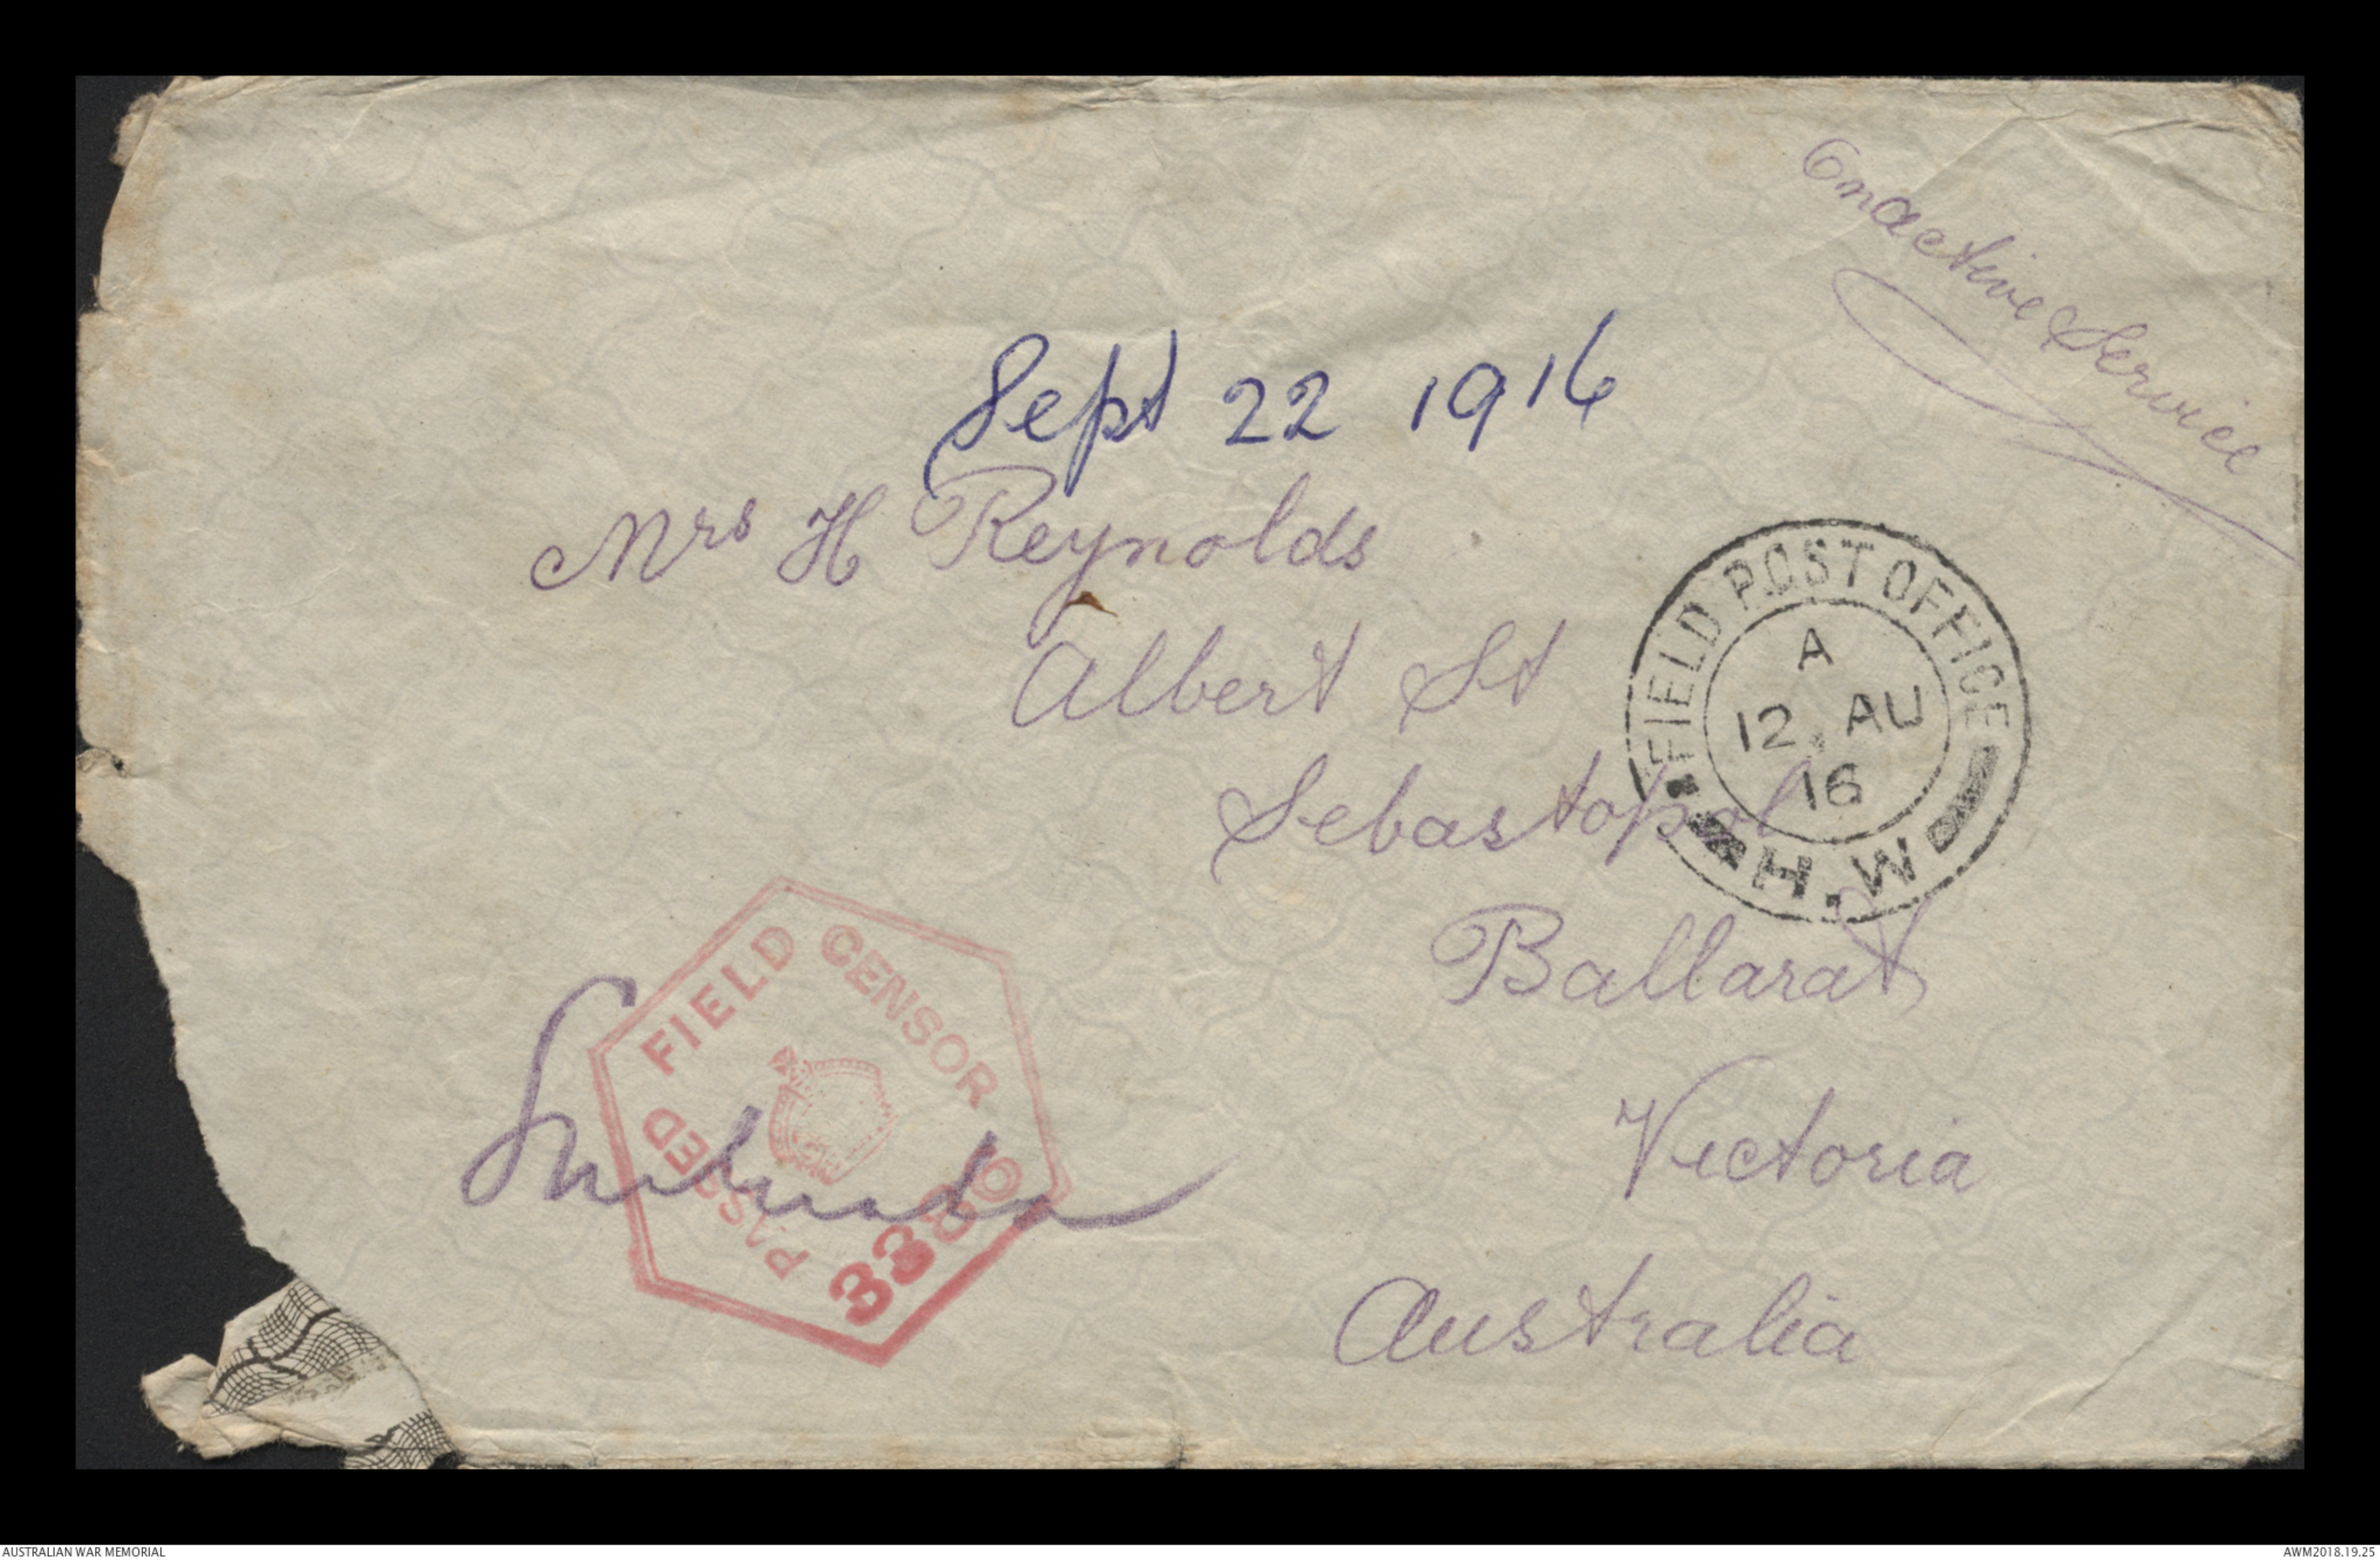 On active Service
Sept 22 1916
Mrs H Reynolds
Albert St
Sebastopol
Ballarat
Victoria
Australia
FIELD POST OFFICE
A
12 AU
16
H.W
FIELD CENSOR
PASSED
3380
AUSTRALIAN WAR MEMORIAL
AWM2018.19.25